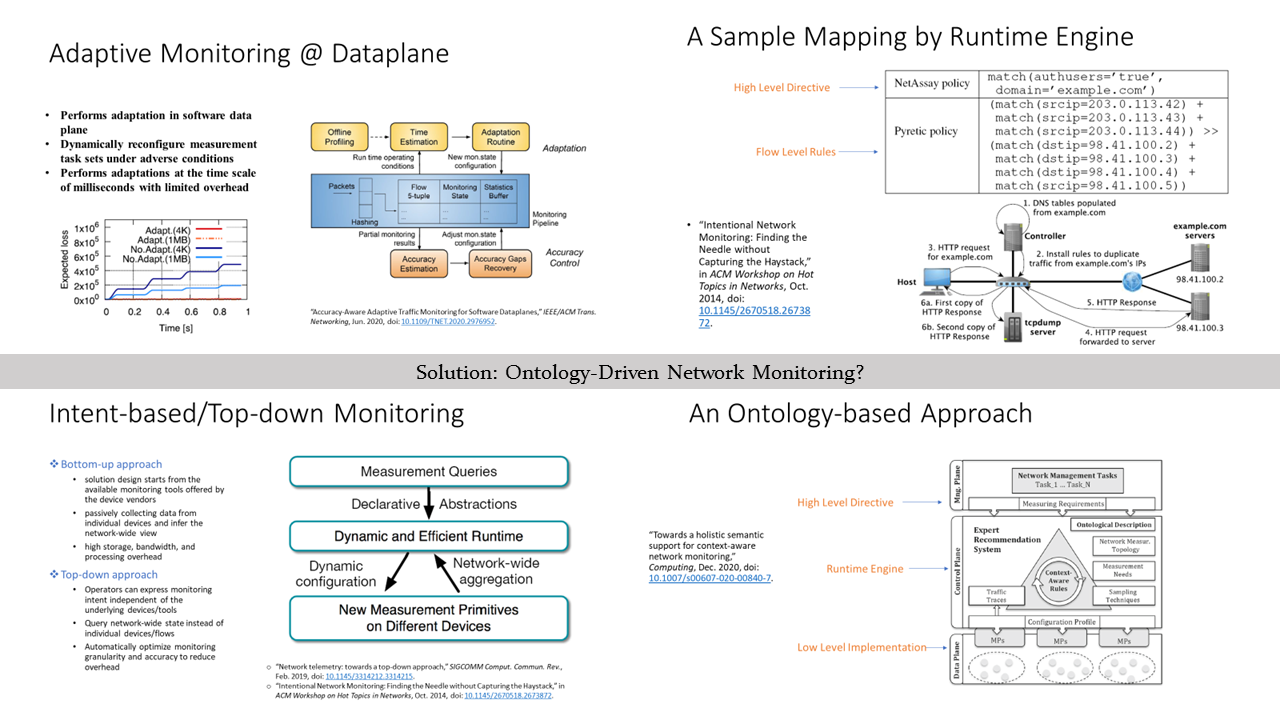 Adaptive Monitoring @ Dataplane
• Performs adaptation in software data
plane
• Dynamically reconfigure measurement
task sets under adverse conditions
• Performs adaptations at the time scale
of milliseconds with limited overhead
Expected loss
1x10⁶
8x10⁵
6x10⁵
4x10⁵
2x10⁵
0x10⁰
Adapt.(4K)
Adapt.(1MB)
No.Adapt.(4K)
No.Adapt.(1MB)
0 0.2 0.4 0.6 0.8 1
Time [s]
Offline
Profiling
Time
Estimation
Adaptation
Routine
Adaptation
Run time operating
conditions
New mon.state
configuration
Packets
Hashing
Flow
5-tuple
Monitoring
State
Statistics
Buffer
... ... ...
... ... ...
Monitoring
Pipeline
Partial monitoring
results
Adjust mon.state
configuration
Accuracy
Estimation
Accuracy Gaps
Recovery
Accuracy
Control
"Accuracy-Aware Adaptive Traffic Monitoring for Software Dataplanes," IEEE/ACM Trans.
Networking, Jun. 2020, doi: 10.1109/TNET.2020.2976952.
A Sample Mapping by Runtime Engine
High Level Directive
Flow Level Rules
NetAssay policy
match(authusers='true',
domain='example.com')
Pyretic policy
(match(srcip=203.0.113.42) +
match(srcip=203.0.113.43) +
match(srcip=203.0.113.44)) >>
(match(dstip=98.41.100.2) +
match(dstip=98.41.100.3) +
match(dstip=98.41.100.4) +
match(srcip=98.41.100.5))
• "Intentional Network
Monitoring: Finding the
Needle without
Capturing the Haystack,"
in ACM Workshop on Hot
Topics in Networks, Oct.
2014, doi:
10.1145/2670518.26738
72.
1. DNS tables populated
from example.com
Controller
example.com
servers
3. HTTP request
for example.com
2. Install rules to duplicate
traffic from example.com's IPs
Host
98.41.100.2
5. HTTP Response
6a. First copy of
HTTP Response
6b. Second copy of
HTTP Response
tcpdump
server
4. HTTP request
forwarded to server
98.41.100.3
Solution: Ontology-Driven Network Monitoring?
Intent-based/Top-down Monitoring
❖Bottom-up approach
• solution design starts from the
available monitoring tools offered by
the device vendors
• passively collecting data from
individual devices and infer the
network-wide view
• high storage, bandwidth, and
processing overhead
❖Top-down approach
• Operators can express monitoring
intent independent of the
underlying devices/tools
• Query network-wide state instead of
individual devices/flows
• Automatically optimize monitoring
granularity and accuracy to reduce
overhead
Measurement Queries
Declarative Abstractions
Dynamic and Efficient Runtime
Dynamic
configuration
Network-wide
aggregation
New Measurement Primitives
on Different Devices
o "Network telemetry: towards a top-down approach," SIGCOMM Comput. Commun. Rev.,
Feb. 2019, doi: 10.1145/3314212.3314215.
o "Intentional Network Monitoring: Finding the Needle without Capturing the Haystack," in
ACM Workshop on Hot Topics in Networks, Oct. 2014, doi: 10.1145/2670518.2673872.
An Ontology-based Approach
High Level Directive
"Towards a holistic semantic
support for context-aware
network monitoring,"
Computing, Dec. 2020, doi:
10.1007/s00607-020-00840-7.
Runtime Engine
Low Level Implementation
Mng. Plane
Network Management Tasks
Task_1 ... Task_N
Measuring Requirements
Control Plane
Ontological Description
Expert
Recommendation
System
Network Measur.
Topology
Context-
Aware
Rules
Measurement
Needs
Traffic
Traces
Sampling
Techniques
Configuration Profile
Data Plane
MPs MPs MPs